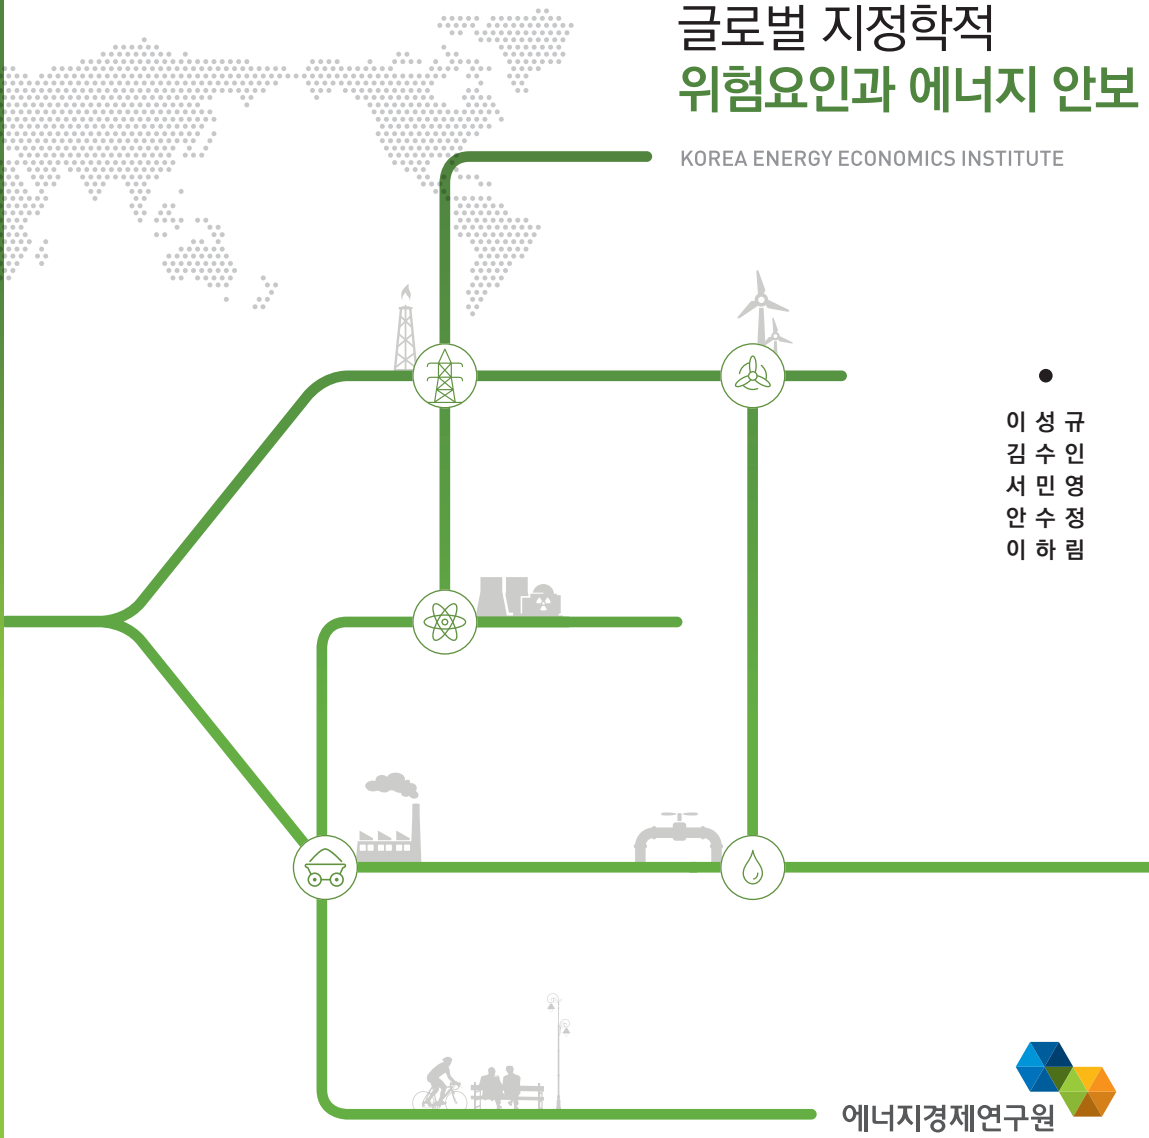 글로벌 지정학적
위험요인과 에너지 안보
KOREA ENERGY ECONOMICS INSTITUTE
이성규
김수인
서민영
안수정
이하림
에너지경제연구원